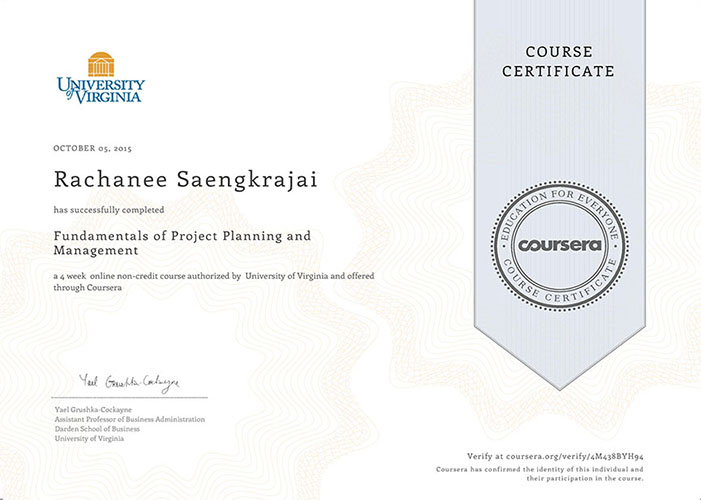 UNIVERSITY
of VIRGINIA
COURSE
CERTIFICATE
OCTOBER 05, 2015
Rachanee Saengkrajai
has successfully completed
Fundamentals of Project Planning and
Management
a 4 week online non-credit course authorized by University of Virginia and offered
through Coursera
EDUCATION FOR EVERYONE
coursera
COURSE CERTIFICATE
Yael Grushka-Cockayne
Yael Grushka-Cockayne
Assistant Professor of Business Administration
Darden School of Business
University of Virginia
Verify at coursera.org/verify/4M438BYH94
Coursera has confirmed the identity of this individual and
their participation in the course.